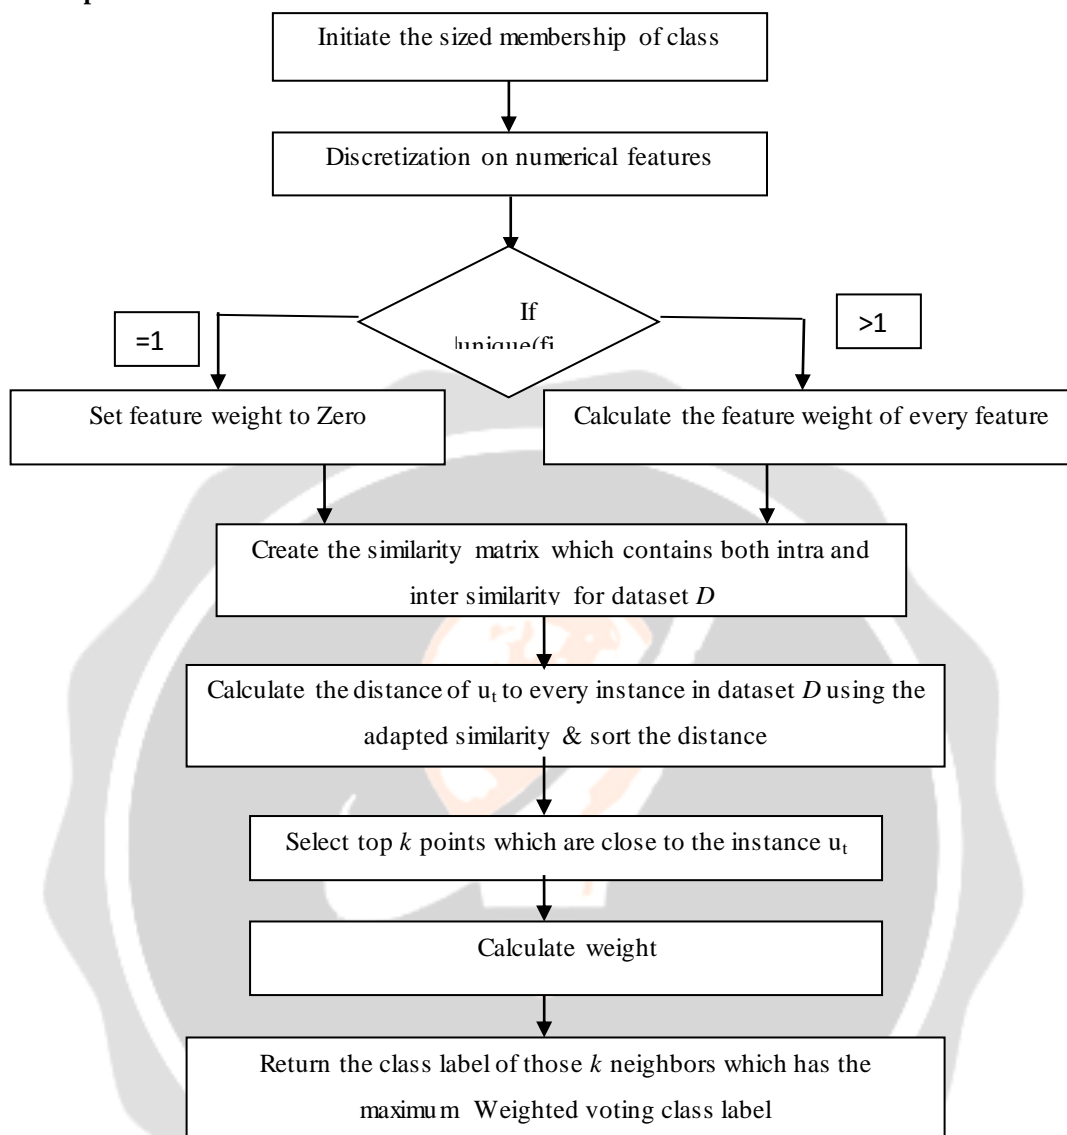 Initiate the sized membership of class
Discretization on numerical features
If
|unique(fi
=1
>1
Set feature weight to Zero
Calculate the feature weight of every feature
Create the similarity matrix which contains both intra and
inter similarity for dataset D
Calculate the distance of ut to every instance in dataset D using the
adapted similarity & sort the distance
Select top k points which are close to the instance ut
Calculate weight
Return the class label of those k neighbors which has the
maximum Weighted voting class label